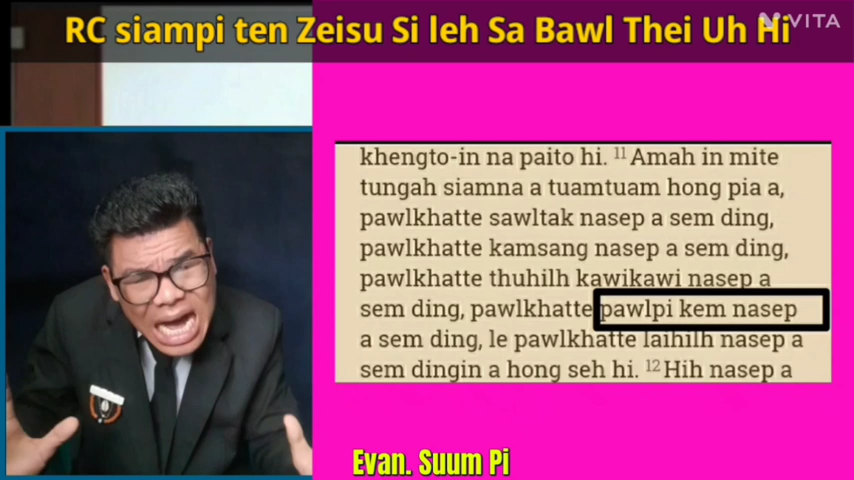 RC siampi ten Zeisu Si leh Sa Bawl Thei Uh Hi
VITA
khengto-in na paito hi. 11 Amah in mite
tungah siamna a tuamtuam hong pia a,
pawlkhatte sawltak nasep a sem ding,
pawlkhatte kamsang nasep a sem ding,
pawlkhatte thuhilh kawikawi nasep a
sem ding, pawlkhatte pawlpi kem nasep
a sem ding, le pawlkhatte laihilh nasep a
sem dingin a hong seh hi. 12 Hih nasep a
Evan. Suum Pi